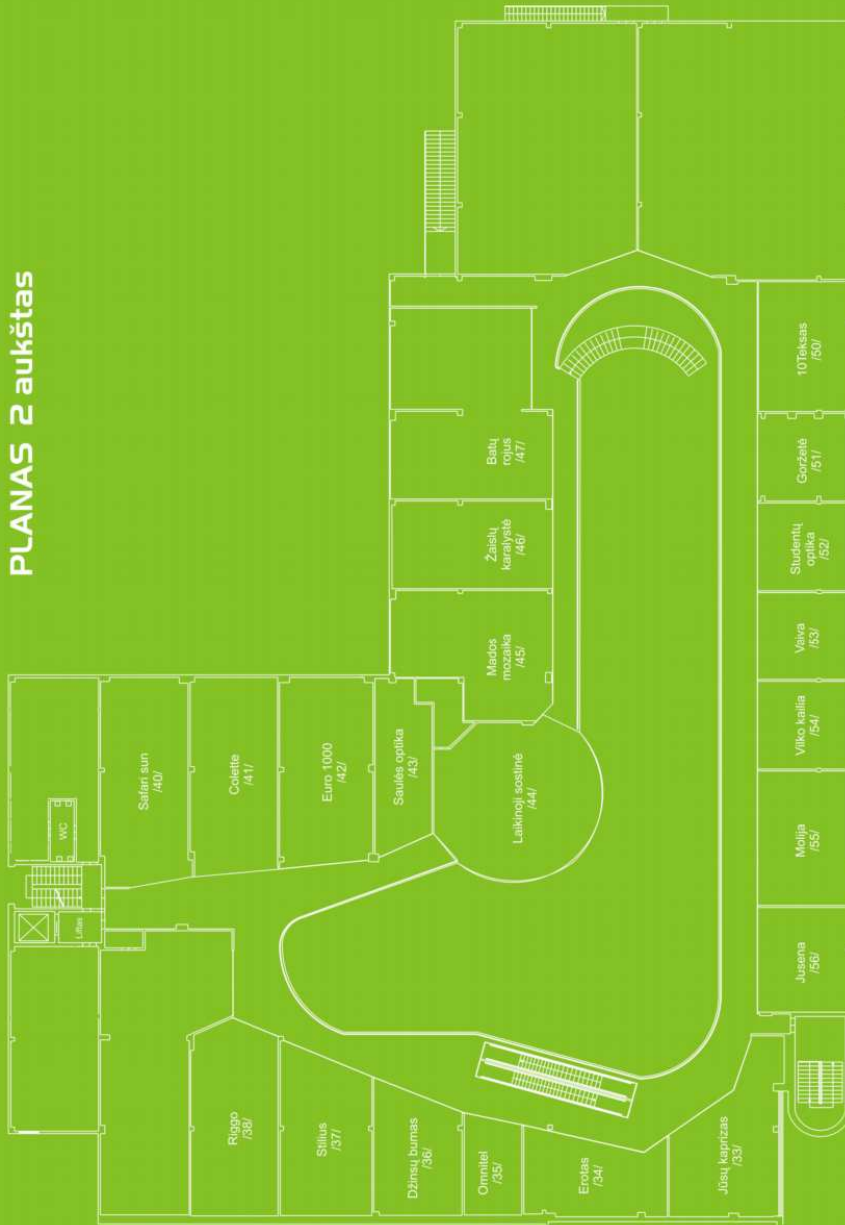 PLANAS 2 aukštas
WC
Liftas
Safari sun
/40/
Colette
/41/
Euro 1000
/42/
Saulės optika
/43/
Laikinoji sostinė
/44/
Mados
mozaika
/45/
Žaislų
karalystė
/46/
Batų
rojus
/47/
Riggo
/38/
Stilius
/37/
Džinsų bumas
/36/
Omnitel
/35/
Erotas
/34/
Jūsų kaprizas
/33/
Jusena
/56/
Molija
/55/
Vilko kailia
/54/
Vaiva
/53/
Studentų
optika
/52/
Goržetė
/51/
10Teksas
/50/